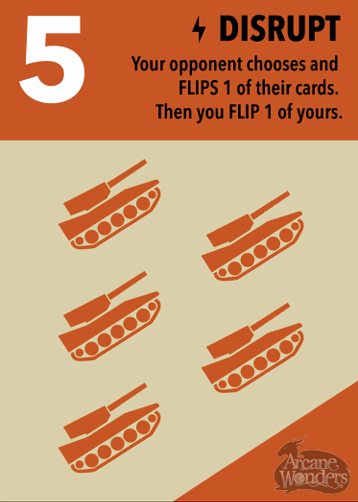 5
DISRUPT
Your opponent chooses and
FLIPS 1 of their cards.
Then you FLIP 1 of yours.
Arcane
Wonders